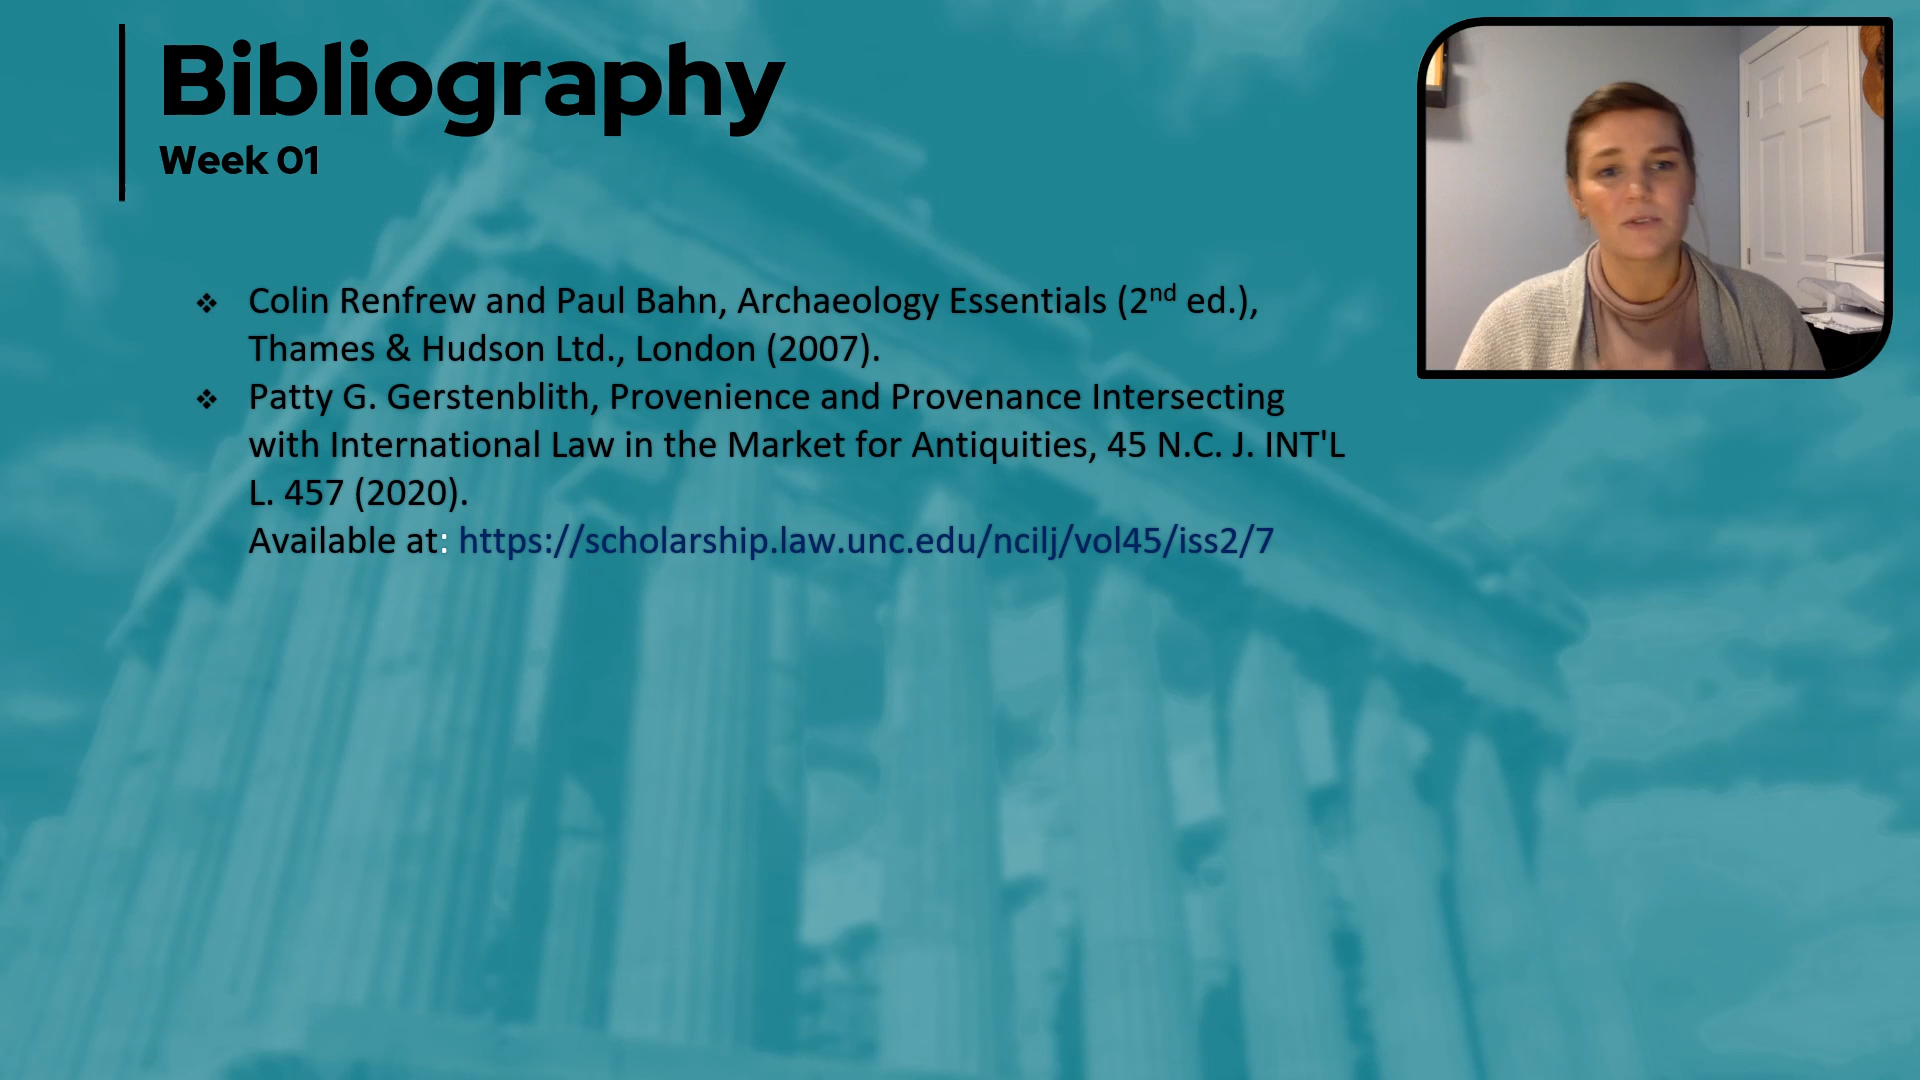 Bibliography
Week 01
❖ Colin Renfrew and Paul Bahn, Archaeology Essentials (2nd ed.),
Thames & Hudson Ltd., London (2007).
❖ Patty G. Gerstenblith, Provenience and Provenance Intersecting
with International Law in the Market for Antiquities, 45 N.C. J. INT'L
L. 457 (2020).
Available at: https://scholarship.law.unc.edu/ncilj/vol45/iss2/7